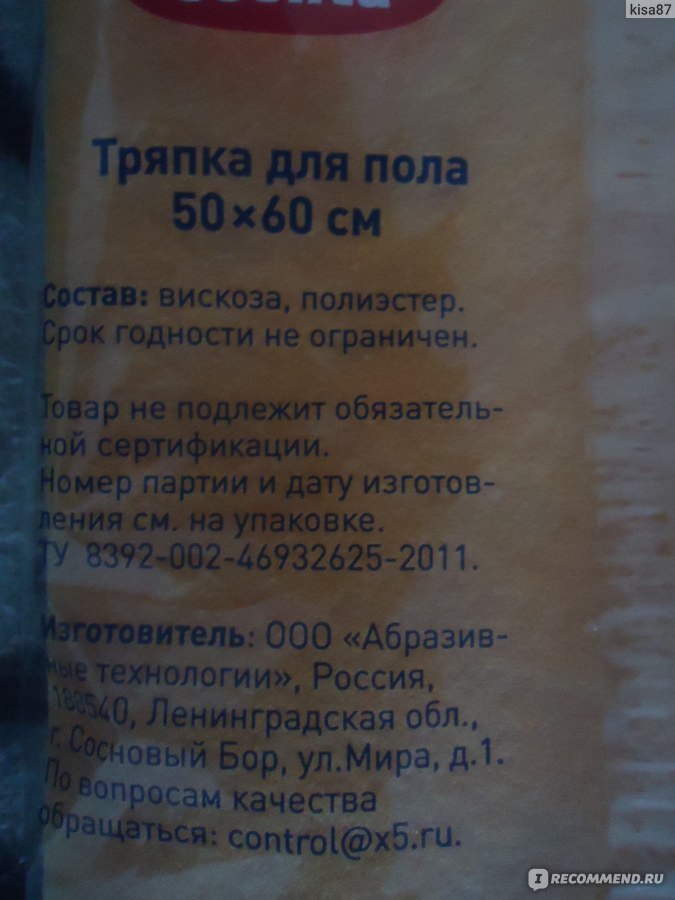 kisa87
Тряпка для пола
50×60 см
Состав: вискоза, полиэстер.
Срок годности не ограничен.
Товар не подлежит обязатель-
ной сертификации.
Номер партии и дату изготов-
ления см. на упаковке.
ТУ 8392-002-46932625-2011.
Изготовитель: ООО «Абразив-
ные технологии», Россия,
188540, Ленинградская обл.,
г. Сосновый Бор, ул.Мира, д.1.
По вопросам качества
обращаться: control@x5.ru.
IRECOMMEND.RU